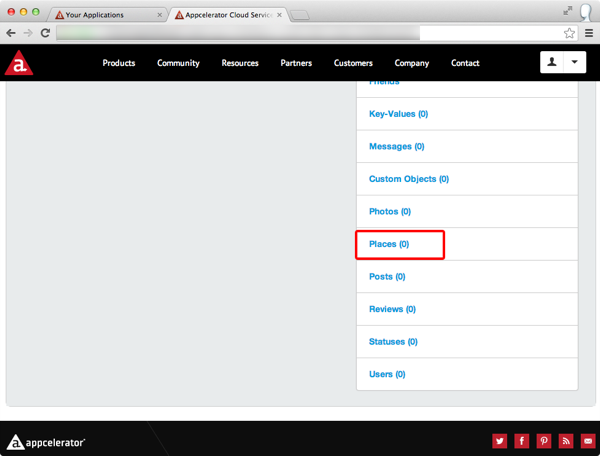 Your Applications
Appcelerator Cloud Service
Products Community Resources Partners Customers Company Contact
Friends
Key-Values (0)
Messages (0)
Custom Objects (0)
Photos (0)
Places (0)
Posts (0)
Reviews (0)
Statuses (0)
Users (0)
appcelerator